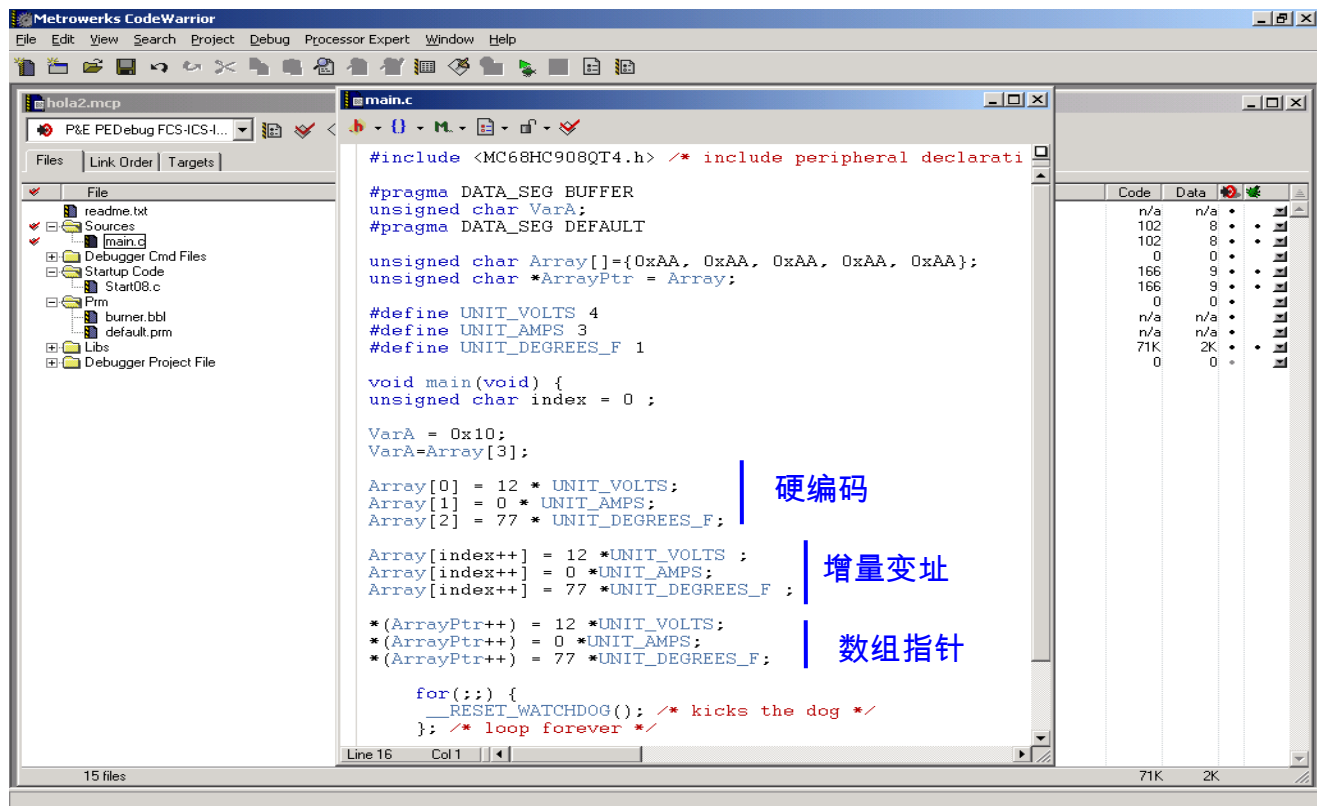 Metrowerks CodeWarrior
File Edit View Search Project Debug Processor Expert Window Help
hola2.mcp
P&E PEDebug FCS-ICS-I...
Files Link Order Targets
File Code Data
readme.txt n/a n/a
Sources 102 8
main.c 102 8
Debugger Cmd Files 0 0
Startup Code 166 9
Start08.c 166 9
Prm 0 0
burner.bbl n/a n/a
default.prm n/a n/a
Libs 71K 2K
Debugger Project File 0 0
main.c
.h {} M.
#include <MC68HC908QT4.h> /* include peripheral declarati
#pragma DATA_SEG BUFFER
unsigned char VarA;
#pragma DATA_SEG DEFAULT
unsigned char Array[]={0xAA, 0xAA, 0xAA, 0xAA, 0xAA};
unsigned char *ArrayPtr = Array;
#define UNIT_VOLTS 4
#define UNIT_AMPS 3
#define UNIT_DEGREES_F 1
void main(void) {
unsigned char index = 0 ;
VarA = 0x10;
VarA=Array[3];
Array[0] = 12 * UNIT_VOLTS;
Array[1] = 0 * UNIT_AMPS;
Array[2] = 77 * UNIT_DEGREES_F;
硬编码
Array[index++] = 12 *UNIT_VOLTS ;
Array[index++] = 0 *UNIT_AMPS;
Array[index++] = 77 *UNIT_DEGREES_F ;
增量变址
*(ArrayPtr++) = 12 *UNIT_VOLTS;
*(ArrayPtr++) = 0 *UNIT_AMPS;
*(ArrayPtr++) = 77 *UNIT_DEGREES_F;
数组指针
for(;;) {
__RESET_WATCHDOG(); /* kicks the dog */
}; /* loop forever */
Line 16 Col 1
15 files 71K 2K